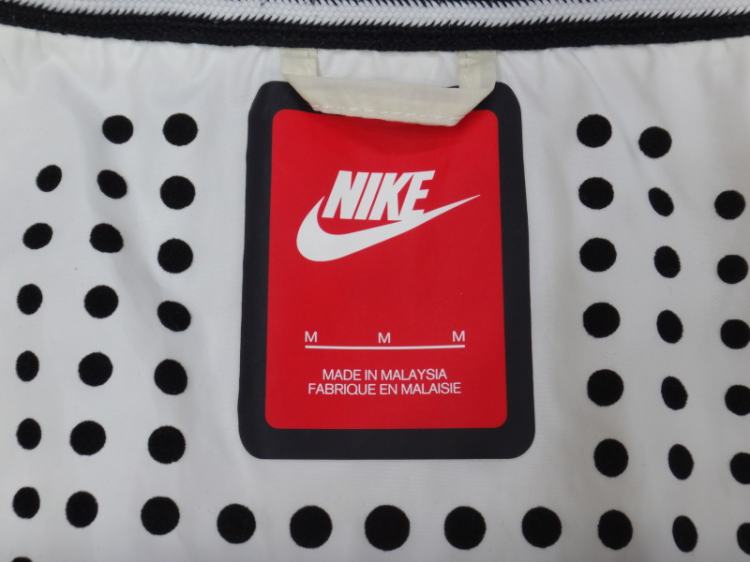 NIKE
M M M
MADE IN MALAYSIA
FABRIQUE EN MALAISIE